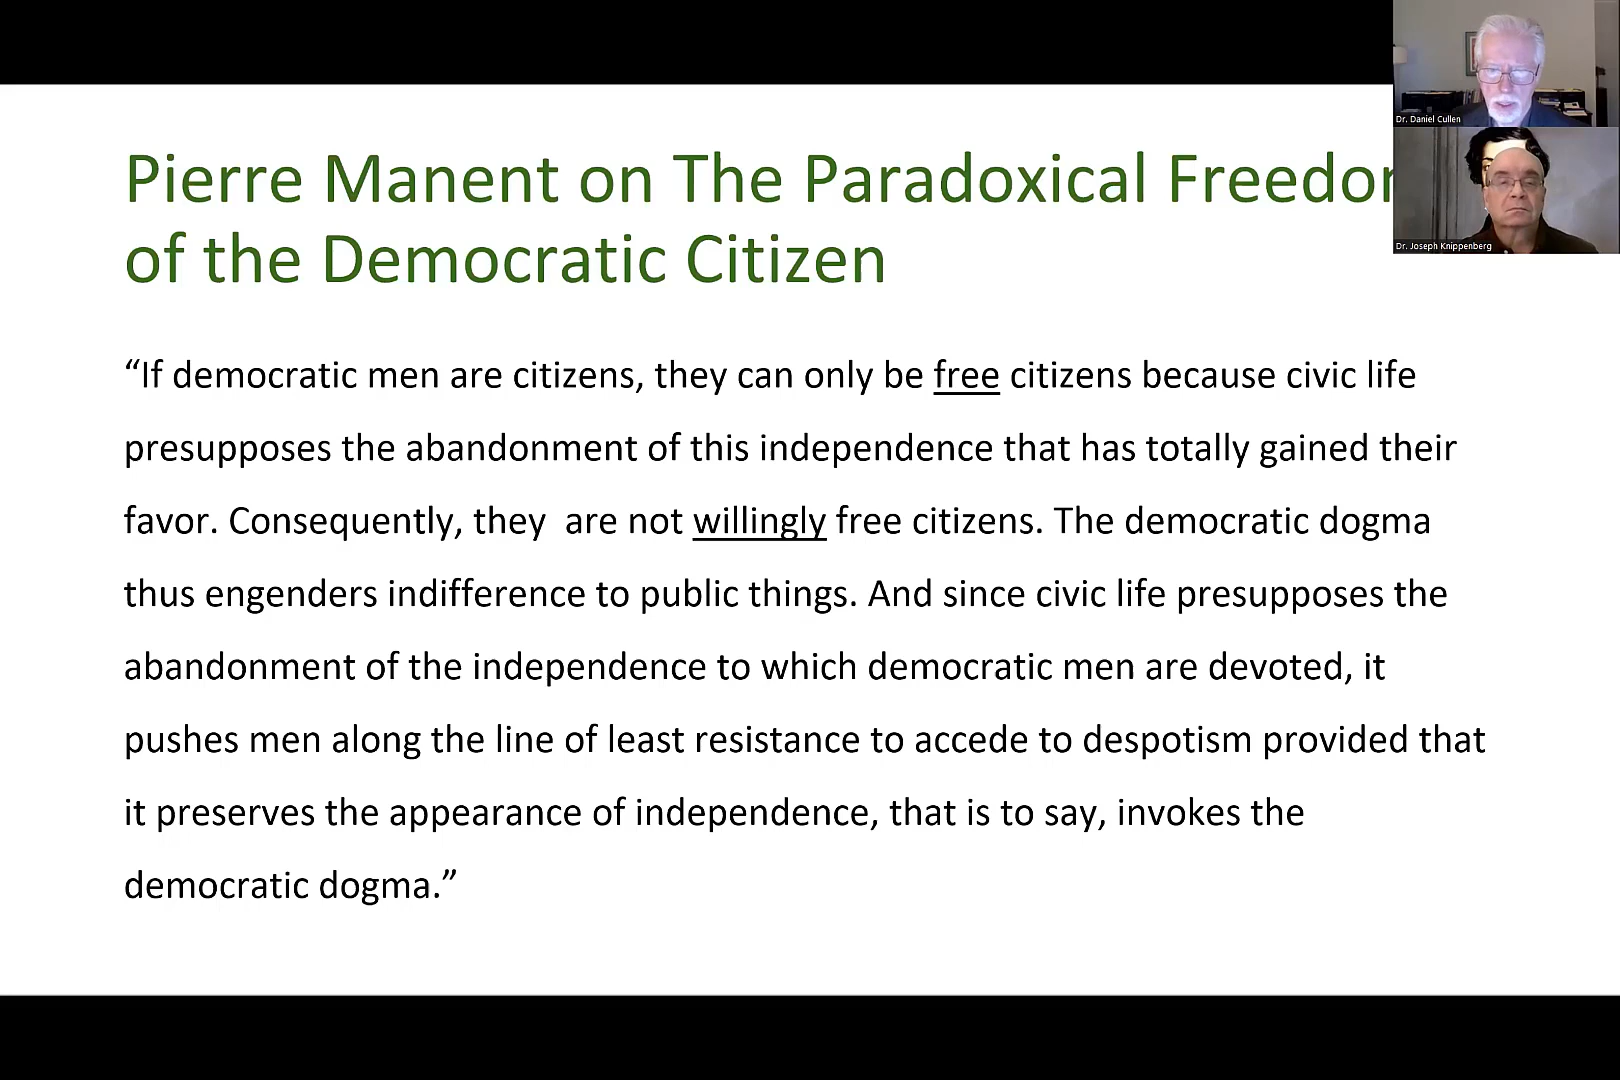 Pierre Manent on The Paradoxical Freedom
of the Democratic Citizen
Dr. Daniel Cullen
Dr. Joseph Knippenberg
“If democratic men are citizens, they can only be free citizens because civic life
presupposes the abandonment of this independence that has totally gained their
favor. Consequently, they  are not willingly free citizens. The democratic dogma
thus engenders indifference to public things. And since civic life presupposes the
abandonment of the independence to which democratic men are devoted, it
pushes men along the line of least resistance to accede to despotism provided that
it preserves the appearance of independence, that is to say, invokes the
democratic dogma.”